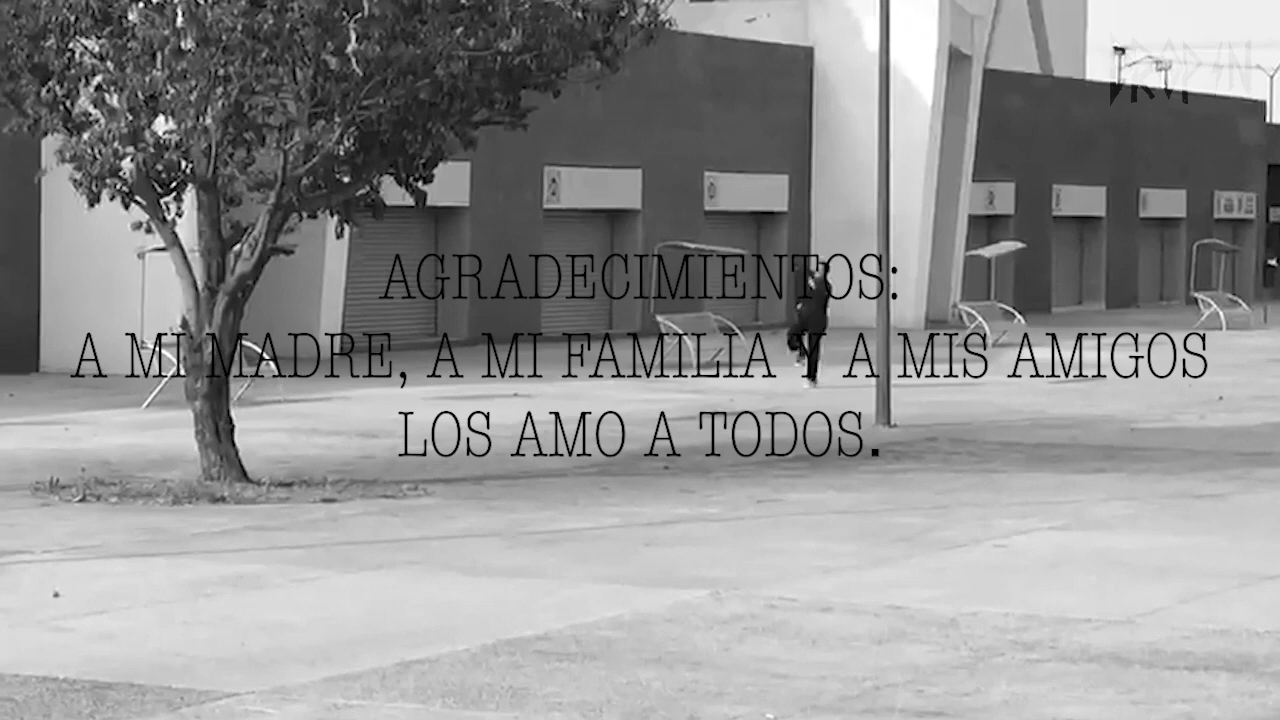 AGRADECIMIENTOS:
A MI MADRE, A MI FAMILIA Y A MIS AMIGOS
LOS AMO A TODOS.